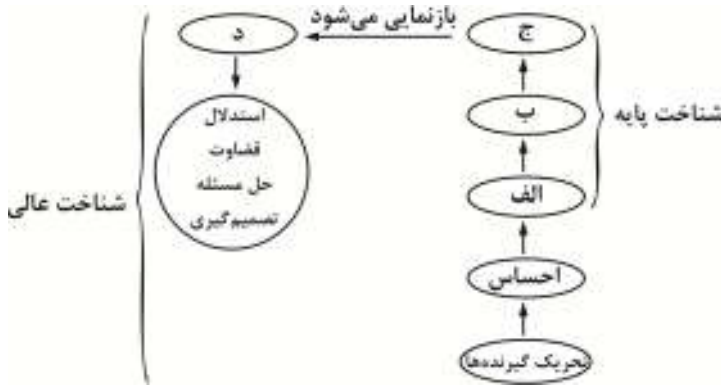 بازنمایی می‌شود
ج
د
ب
الف
احساس
تحریک گیرنده‌ها
شناخت پایه
استدلال
قضاوت
حل مسئله
تصمیم‌گیری
شناخت عالی